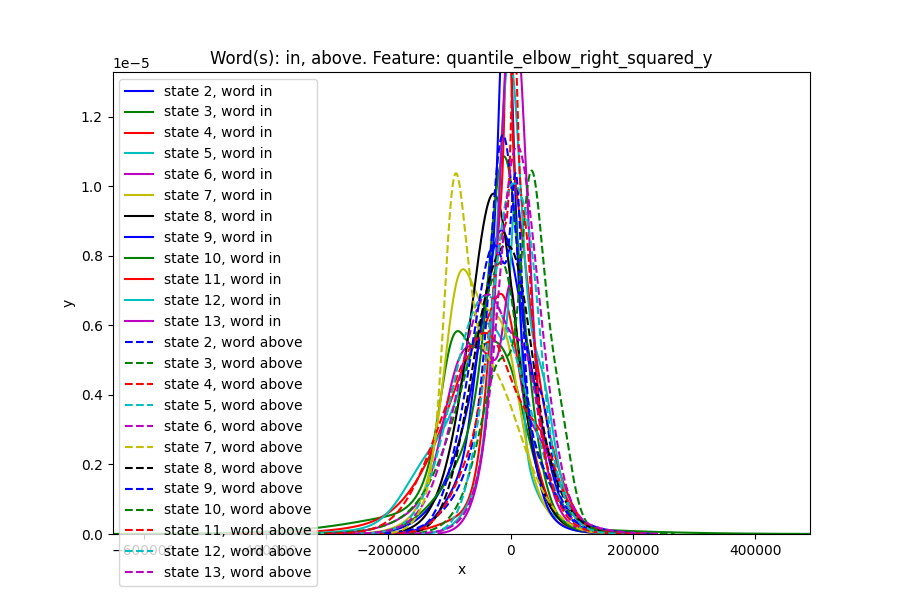 Word(s): in, above. Feature: quantile_elbow_right_squared_y
1e−5
1.2
1.0
0.8
0.6
0.4
0.2
0.0
y
state 2, word in
state 3, word in
state 4, word in
state 5, word in
state 6, word in
state 7, word in
state 8, word in
state 9, word in
state 10, word in
state 11, word in
state 12, word in
state 13, word in
state 2, word above
state 3, word above
state 4, word above
state 5, word above
state 6, word above
state 7, word above
state 8, word above
state 9, word above
state 10, word above
state 11, word above
state 12, word above
state 13, word above
−200000 0 200000 400000
x